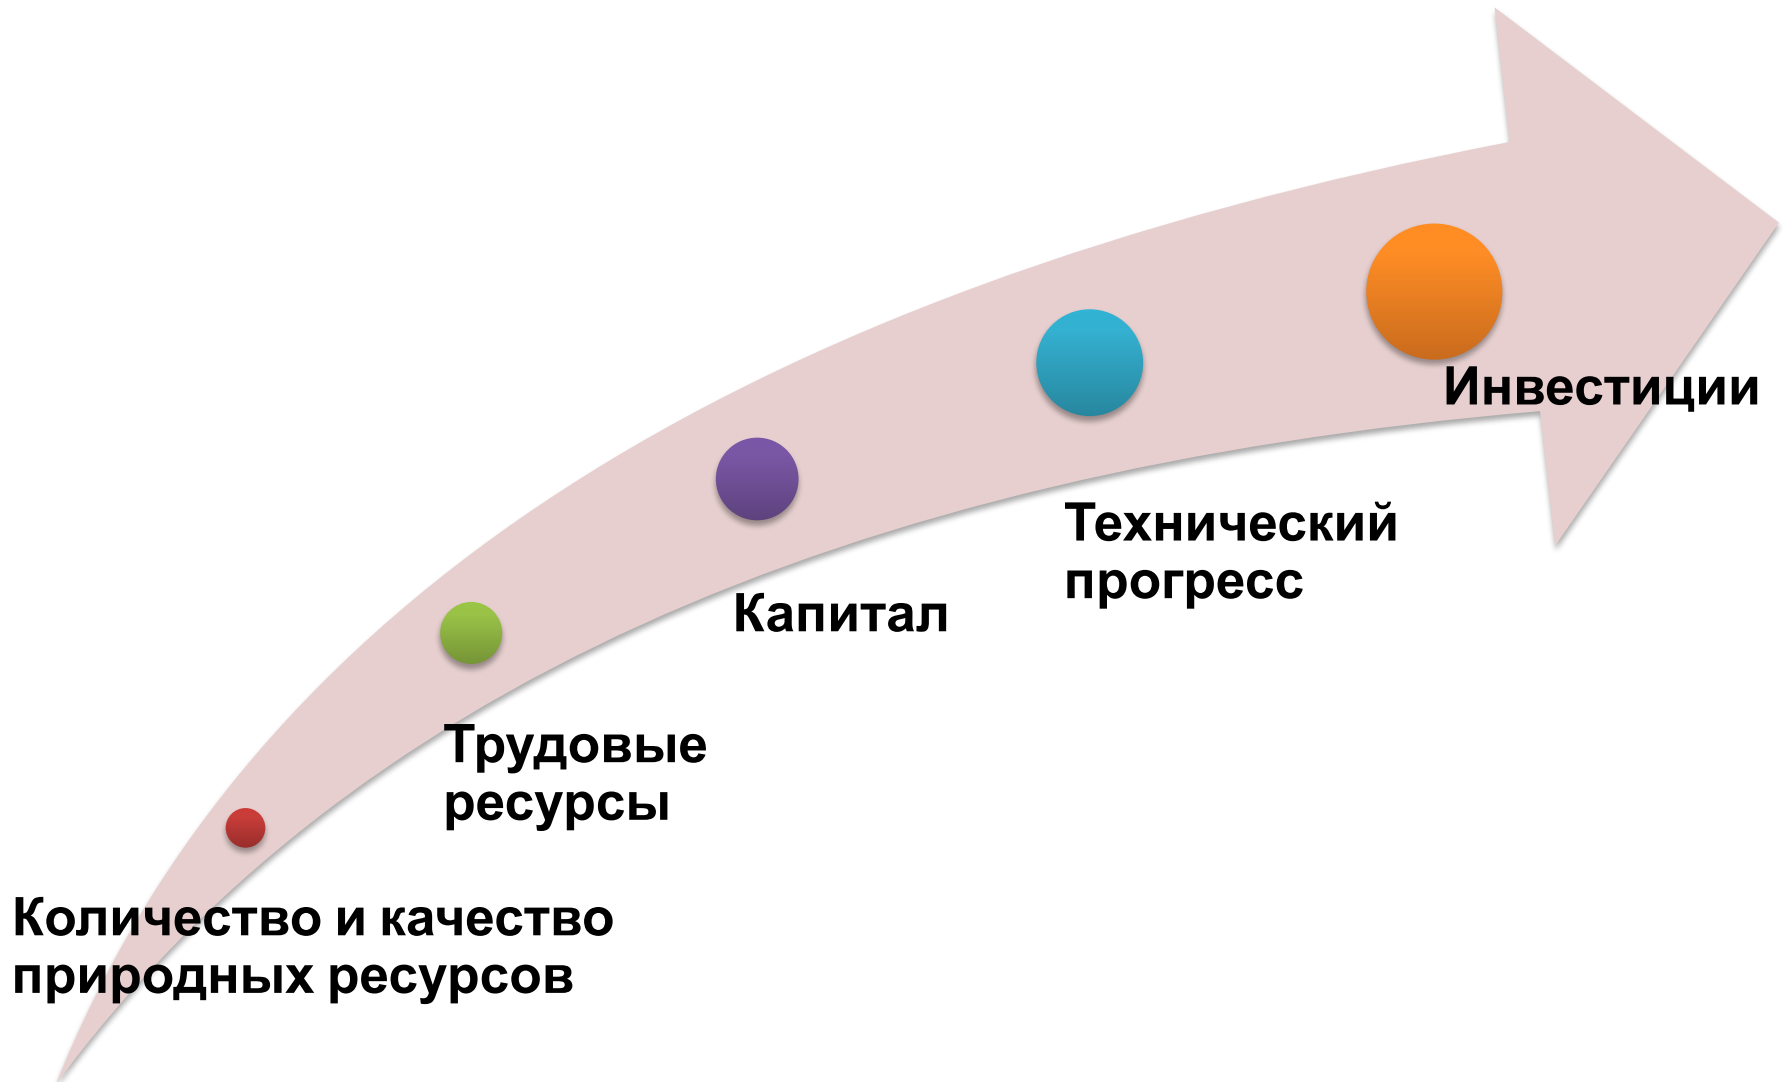 Инвестиции
Технический
прогресс
Капитал
Трудовые
ресурсы
Количество и качество
природных ресурсов